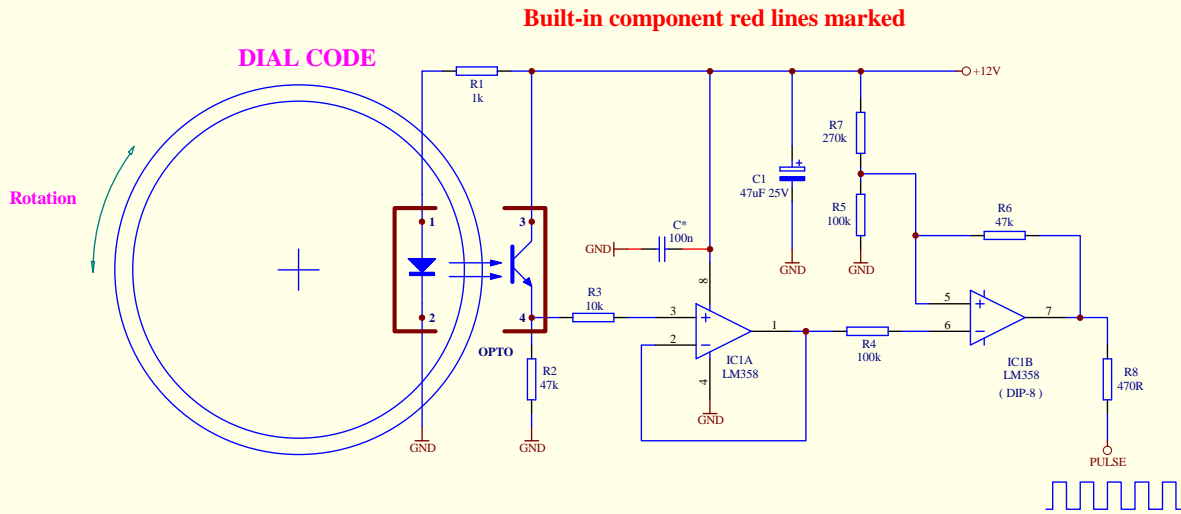 Built-in component red lines marked
DIAL CODE
R1
1k
+12V
R7
270k
Rotation
C1
47uF 25V
R5
100k
R6
47k
1
3
C*
100n
GND
GND
GND
8
R3
10k
5
2
4
3
+
1
+
7
6
−
2
−
R4
100k
OPTO
IC1A
LM358
IC1B
LM358
( DIP-8 )
R2
47k
4
R8
470R
GND
GND
GND
PULSE